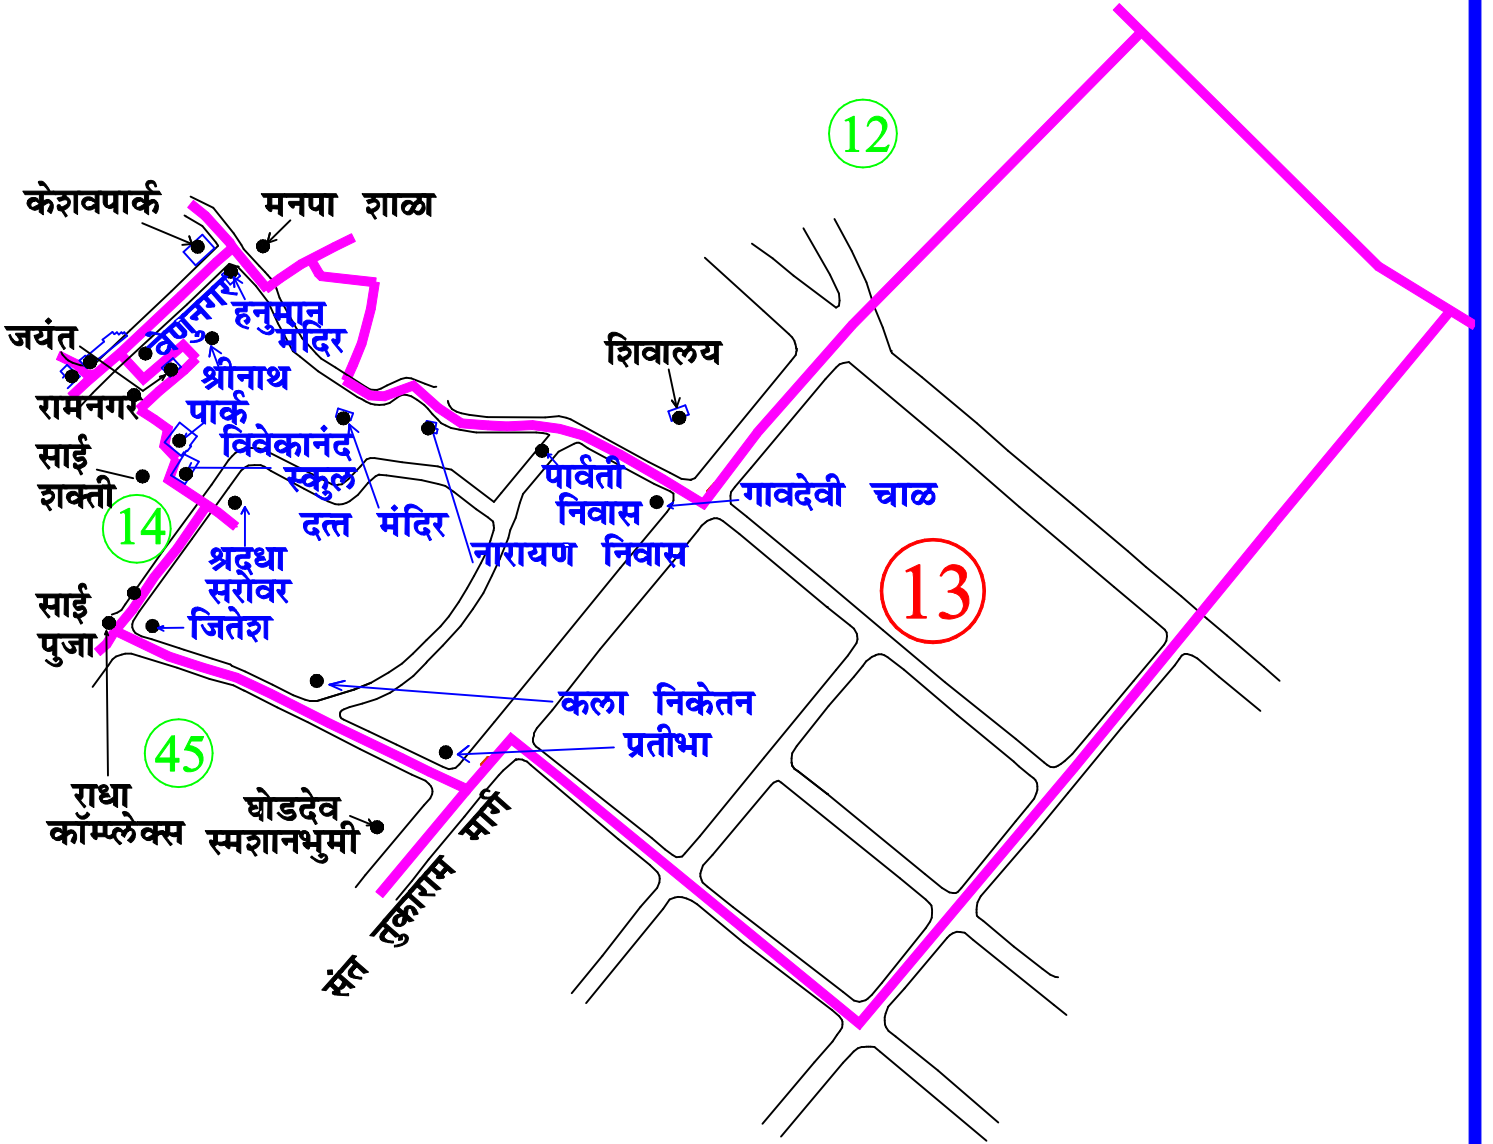 12
केशवपार्क
मनपा शाळा
वेणुनगर
हनुमान
मंदिर
जयंत
श्रीनाथ
शिवालय
रामनगर
पार्क
विवेकानंद
स्कुल
साई
शक्ती
पार्वती
निवास
गावदेवी चाळ
14
दत्त मंदिर
नारायण निवास
श्रद्धा
सरोवर
13
साई
पुजा
जितेश
कला निकेतन
प्रतीभा
45
राधा
कॉम्प्लेक्स
घोडदेव
स्मशानभुमी
संत तुकाराम मार्ग